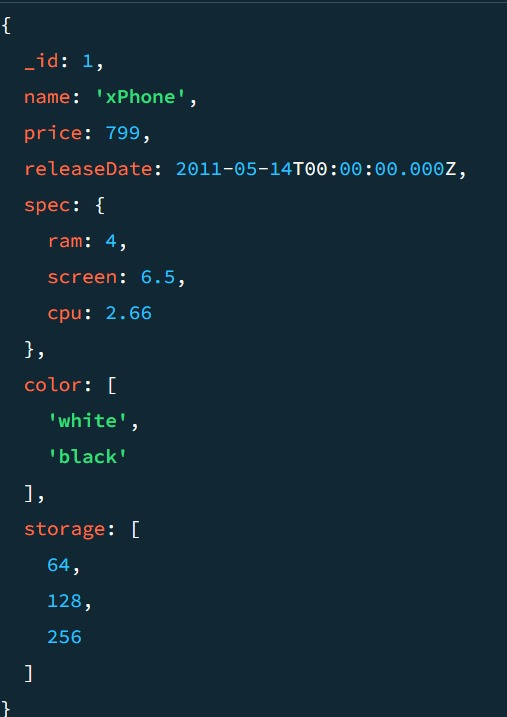 {
_id: 1,
name: 'xPhone',
price: 799,
releaseDate: 2011-05-14T00:00:00.000Z,
spec: {
ram: 4,
screen: 6.5,
cpu: 2.66
},
color: [
'white',
'black'
],
storage: [
64,
128,
256
]
}